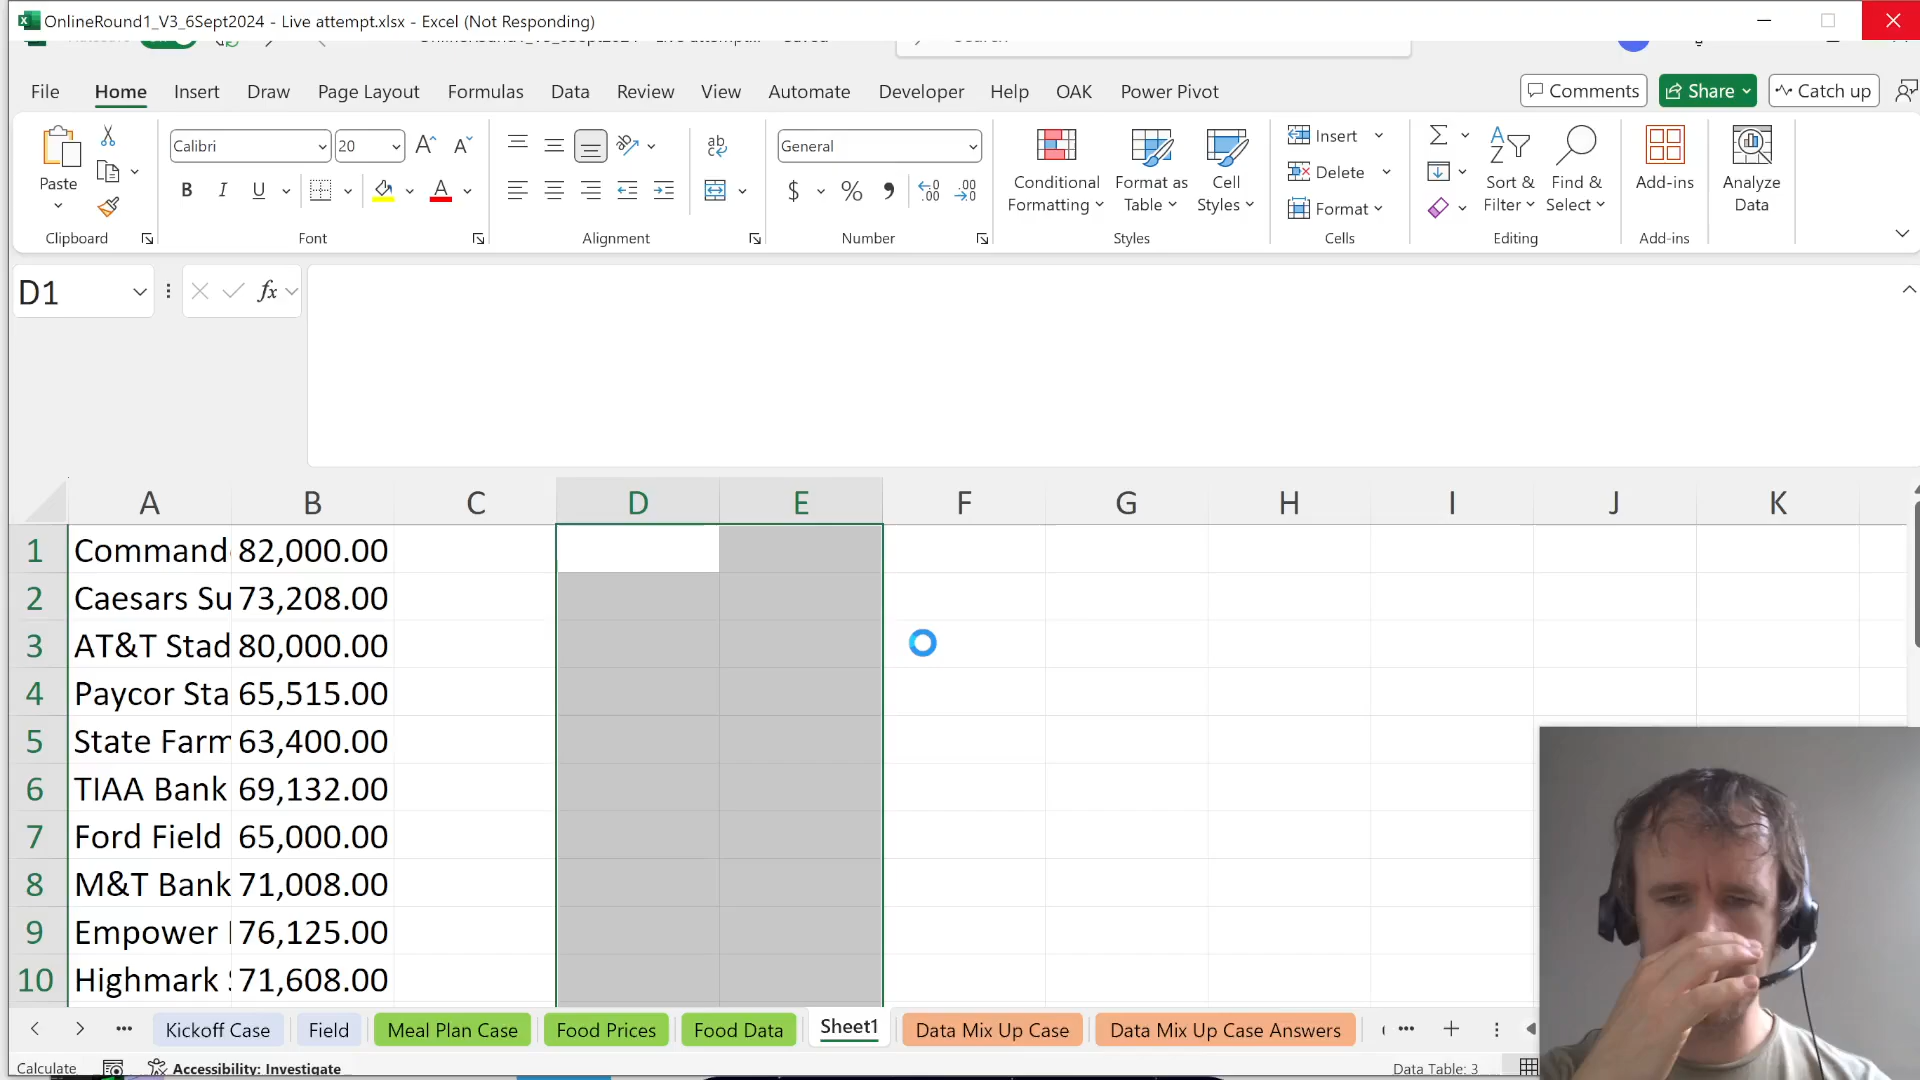 OnlineRound1_V3_6Sept2024 - Live attempt.xlsx - Excel (Not Responding)
File Home Insert Draw Page Layout Formulas Data Review View Automate Developer Help OAK Power Pivot Comments Share Catch up
Paste
Clipboard
Calibri 20
B I U A
Font
ab
Alignment
General
$ % 9
Number
Conditional Formatting
Format as Table
Cell Styles
Styles
Insert
Delete
Format
Cells
Sort & Filter
Find & Select
Editing
Add-ins
Add-ins
Analyze Data
D1 fx
A B C D E F G H I J K
1 Command 82,000.00
2 Caesars Su 73,208.00
3 AT&T Stad 80,000.00
4 Paycor Sta 65,515.00
5 State Farm 63,400.00
6 TIAA Bank 69,132.00
7 Ford Field 65,000.00
8 M&T Bank 71,008.00
9 Empower 76,125.00
10 Highmark 71,608.00
Kickoff Case Field Meal Plan Case Food Prices Food Data Sheet1 Data Mix Up Case Data Mix Up Case Answers
Calculate Accessibility: Investigate Data Table: 3